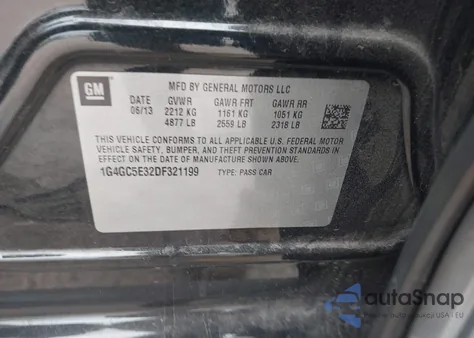 GM
MFD BY GENERAL MOTORS LLC
DATE GVWR GAWR FRT GAWR RR
06/13 2212 KG 1161 KG 1051 KG
4877 LB 2559 LB 2318 LB
THIS VEHICLE CONFORMS TO ALL APPLICABLE U.S. FEDERAL MOTOR
VEHICLE SAFETY, BUMPER, AND THEFT PREVENTION STANDARDS
IN EFFECT ON THE DATE OF MANUFACTURE SHOWN ABOVE.
1G4GC5E32DF321199 TYPE: PASS CAR
autoSnap